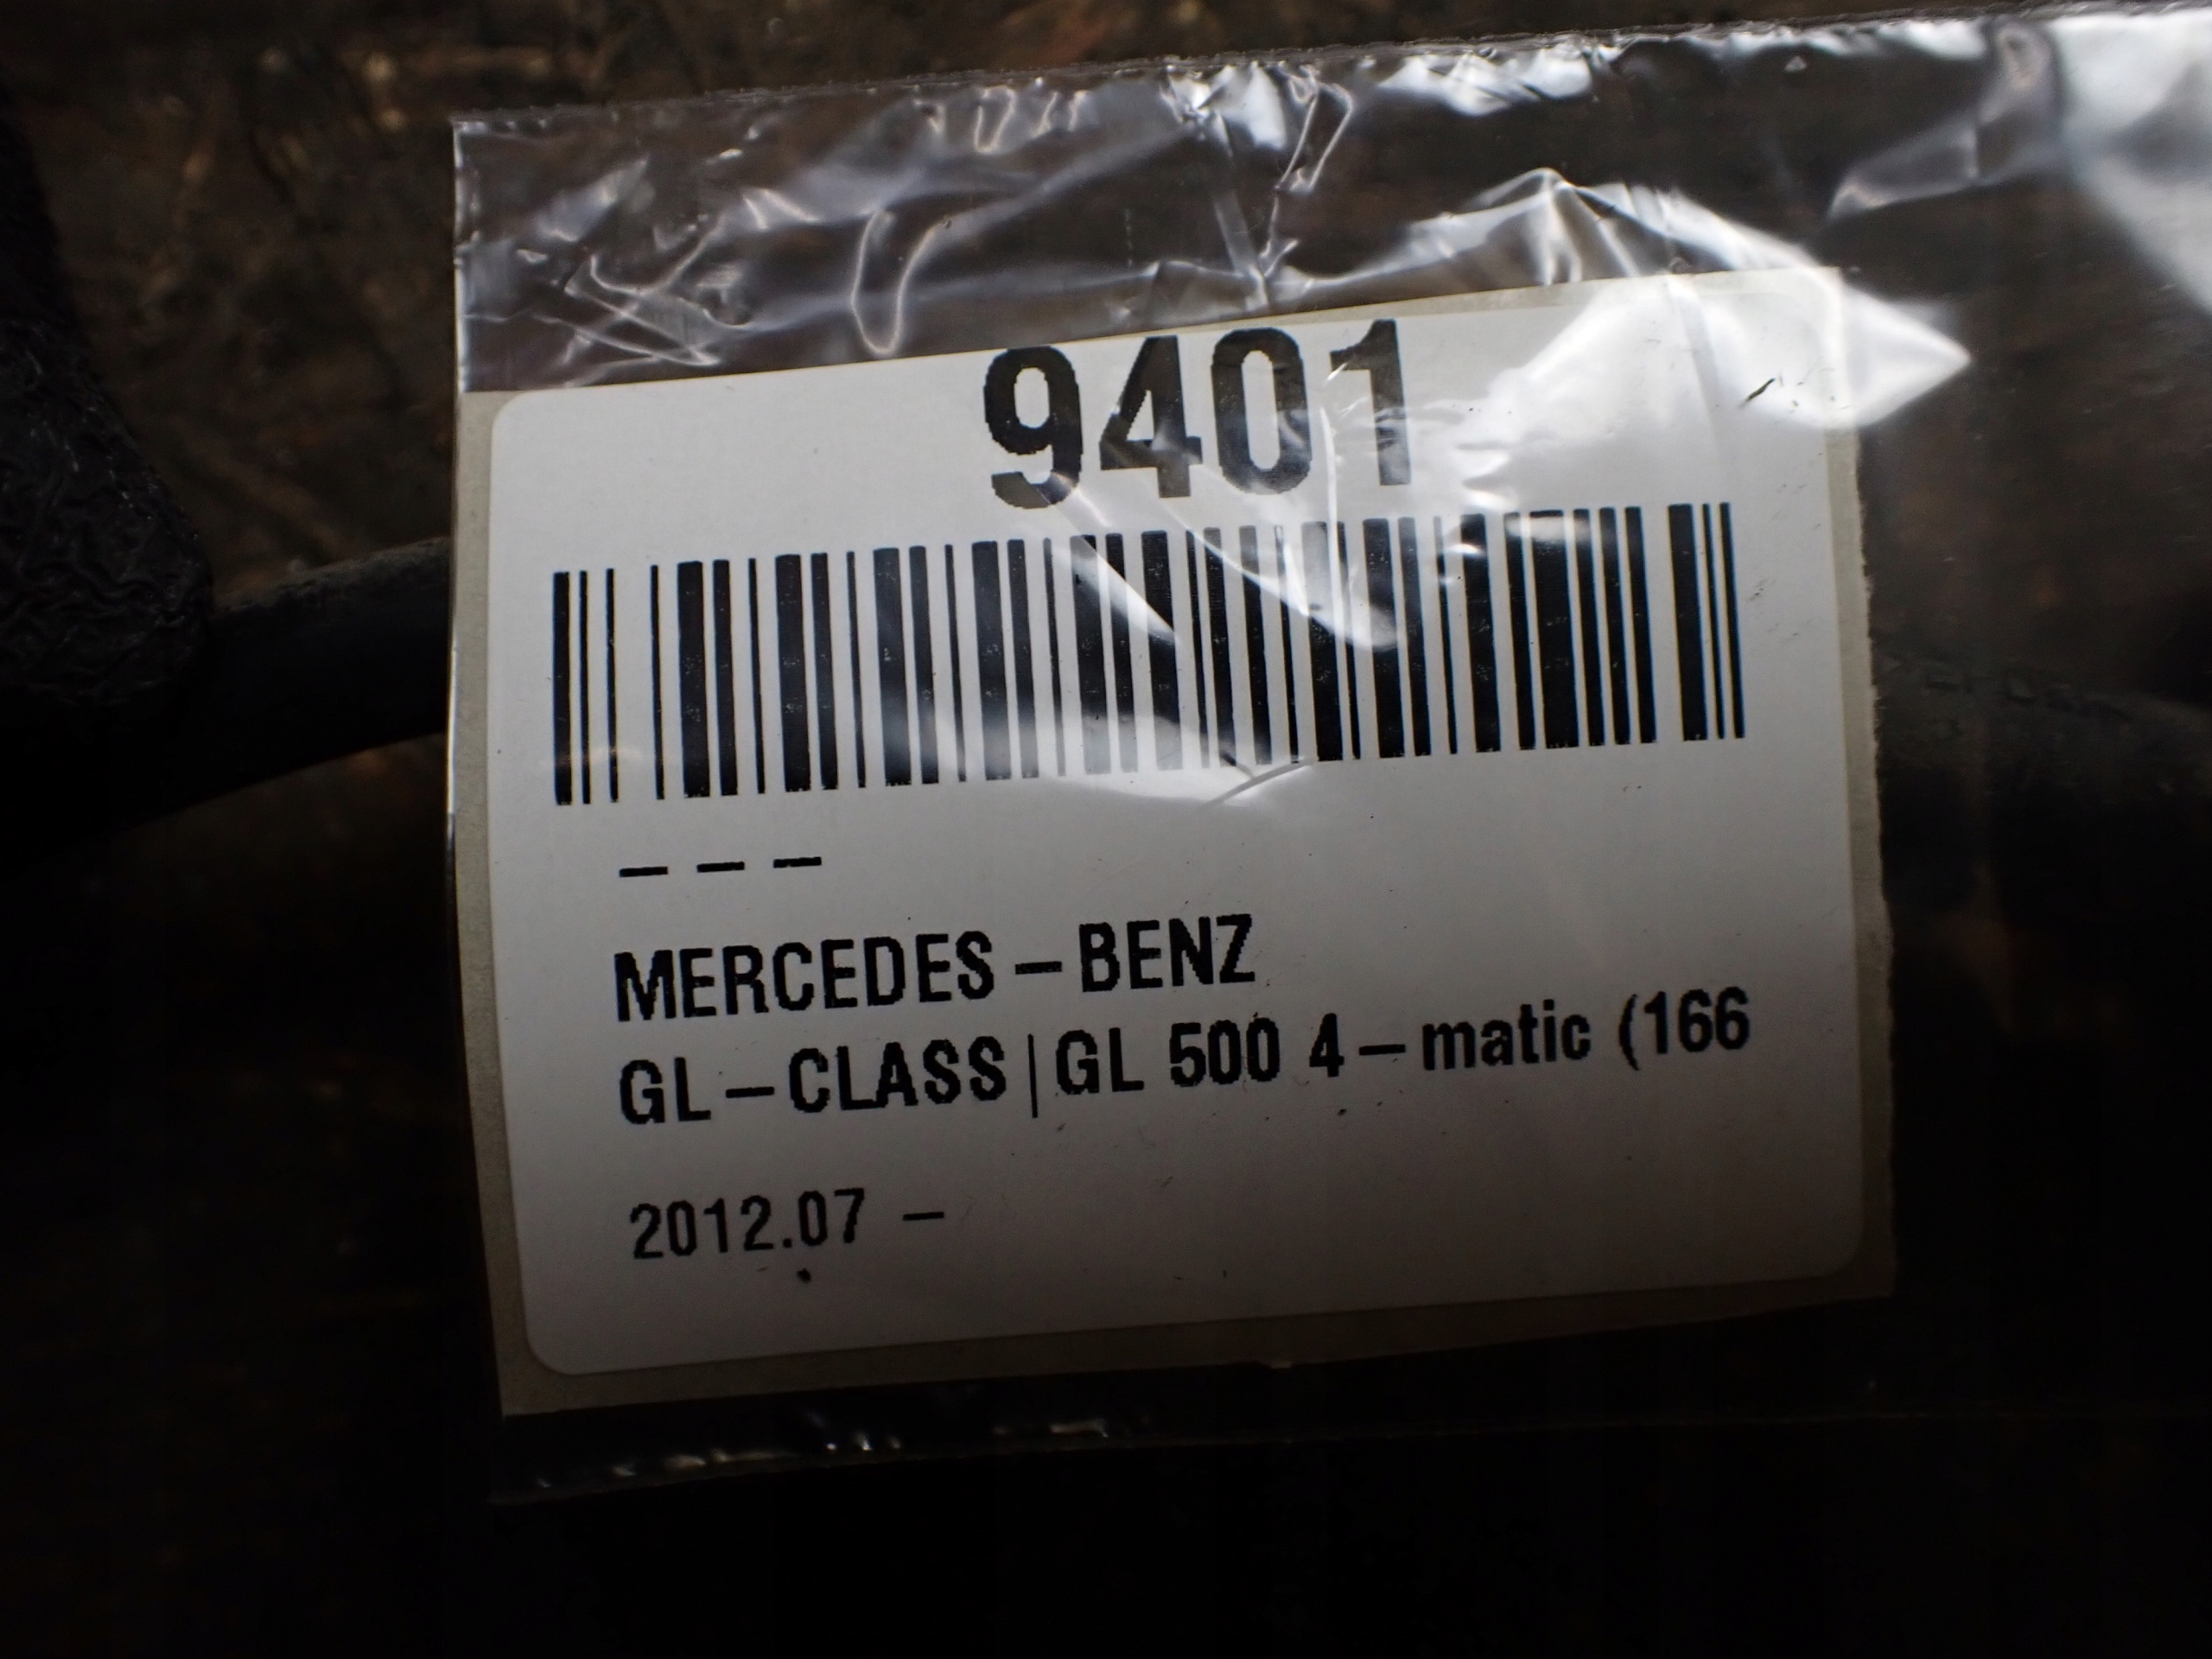 9401
– – –
MERCEDES – BENZ
GL – CLASS | GL 500 4 – matic (166
2012.07 –